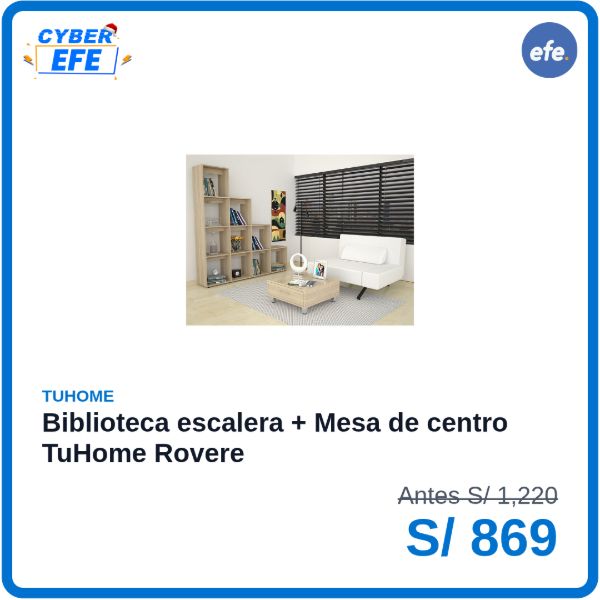 CYBER
EFE
efe.
TUHOME
Biblioteca escalera + Mesa de centro
TuHome Rovere
Antes S/ 1,220
S/ 869